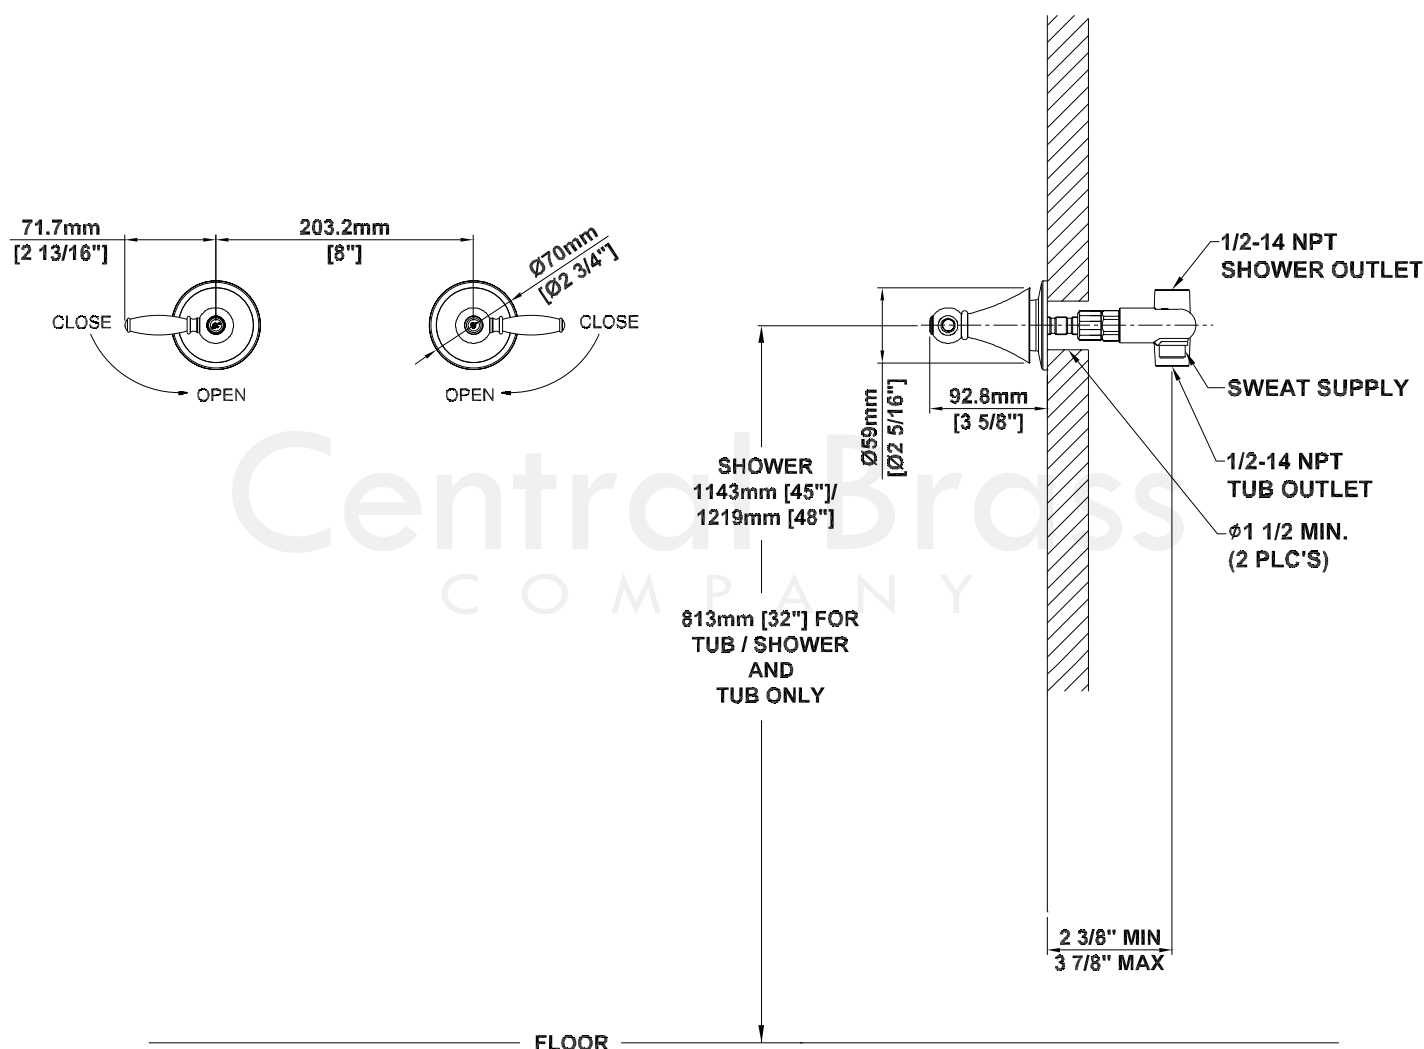 71.7mm
[2 13/16"]
203.2mm
[8"]
Ø70mm
[Ø2 3/4"]
CLOSE
OPEN
CLOSE
OPEN
1/2-14 NPT
SHOWER OUTLET
SWEAT SUPPLY
92.8mm
[3 5/8"]
Ø59mm
[Ø2 5/16"]
1/2-14 NPT
TUB OUTLET
ø1 1/2 MIN.
(2 PLC'S)
SHOWER
1143mm [45"]/
1219mm [48"]
Central Brass
COMPANY
813mm [32"] FOR
TUB / SHOWER
AND
TUB ONLY
2 3/8" MIN
3 7/8" MAX
FLOOR